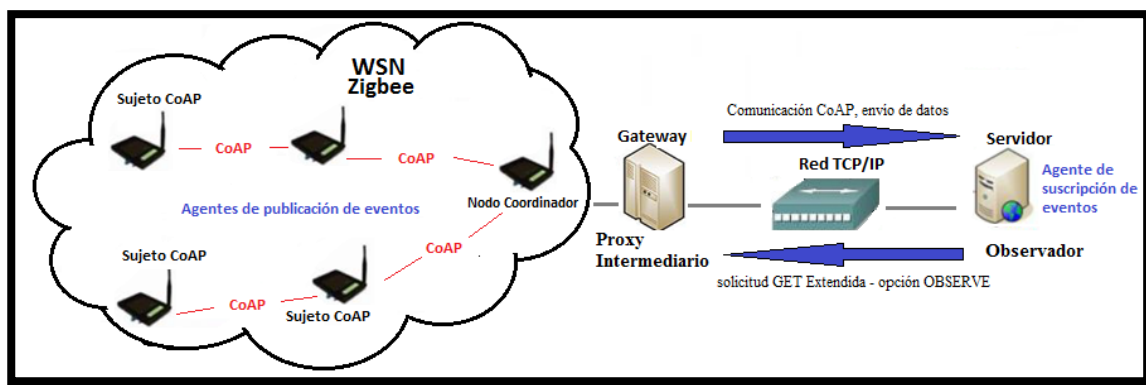 WSN
Zigbee
Sujeto CoAP
CoAP
CoAP
Agentes de publicación de eventos
Nodo Coordinador
Sujeto CoAP
CoAP
CoAP
Sujeto CoAP
Gateway
Proxy
Intermediario
Comunicación CoAP, envio de datos
Red TCP/IP
solicitud GET Extendida - opción OBSERVE
Servidor
Agente de
suscripción de
eventos
Observador